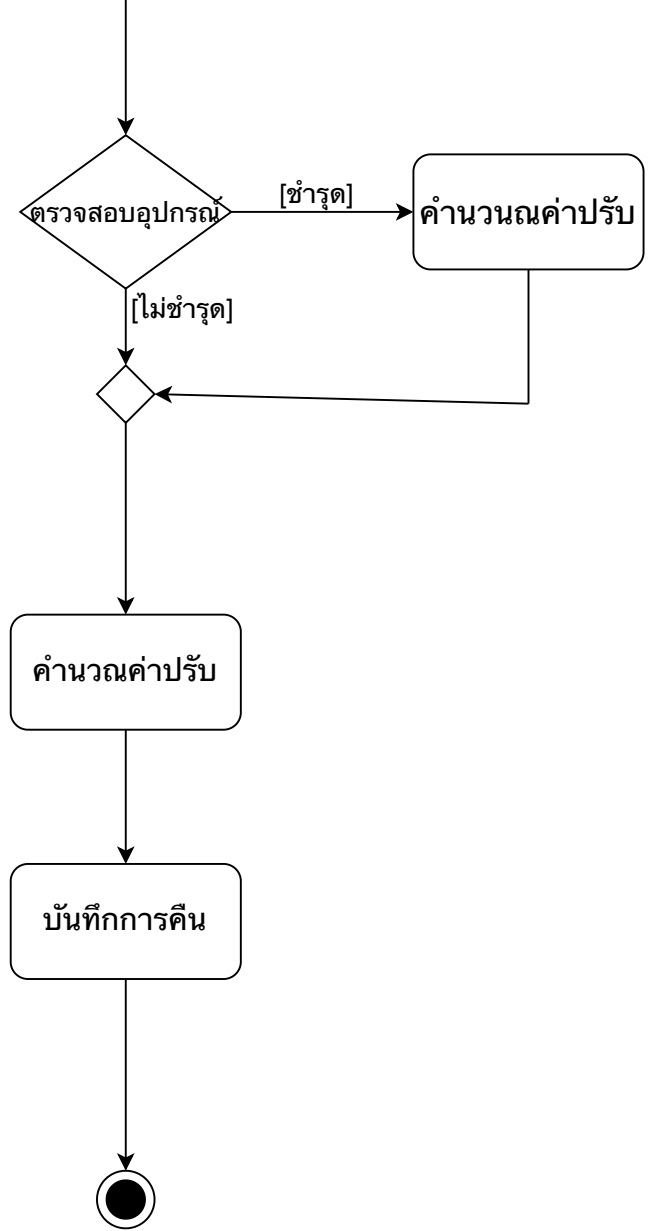 ตรวจสอบอุปกรณ์
[ชำรุด]
คำนวนณค่าปรับ
[ไม่ชำรุด]
คำนวณค่าปรับ
บันทึกการคืน